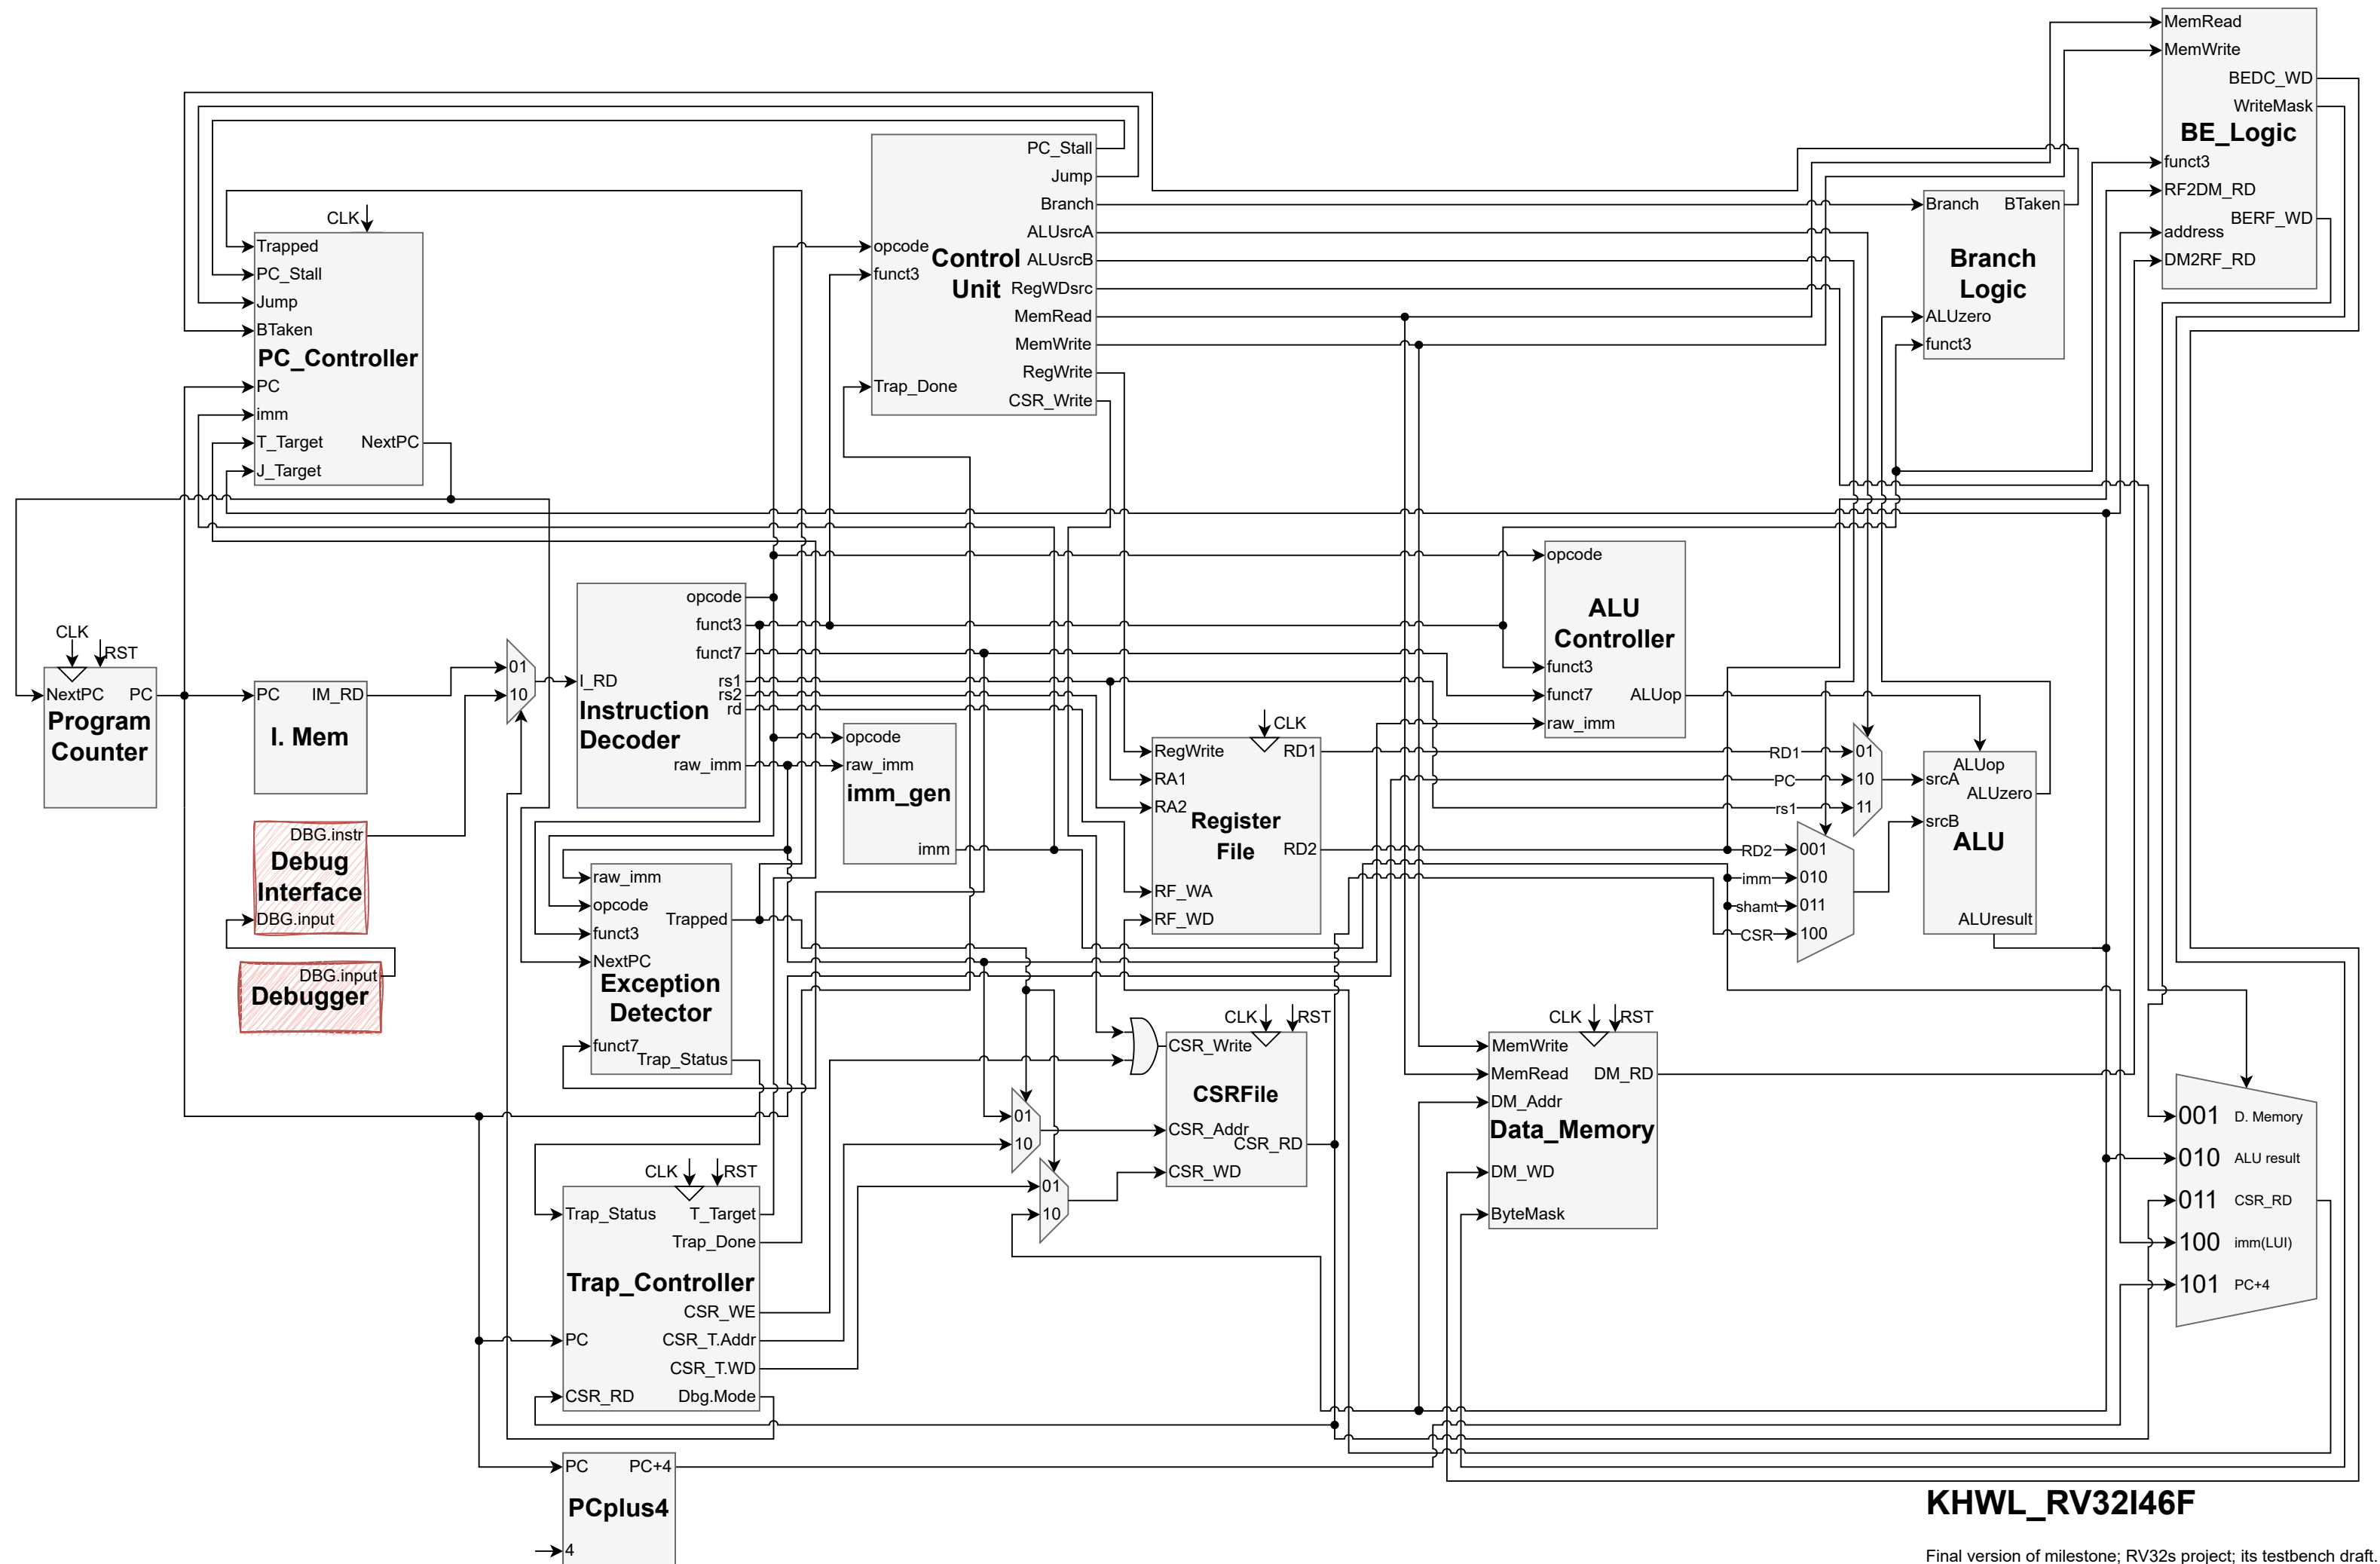 MemRead
MemWrite
BEDC_WD
WriteMask
BE_Logic
funct3
RF2DM_RD
BERF_WD
address
DM2RF_RD
PC_Stall
Jump
Branch
ALUsrcA
opcode
Control
Unit
ALUsrcB
funct3
RegWDsrc
MemRead
MemWrite
RegWrite
Trap_Done
CSR_Write
Branch BTaken
Branch
Logic
ALUzero
funct3
CLK
Trapped
PC_Stall
Jump
BTaken
PC_Controller
PC
imm
T_Target NextPC
J_Target
CLK
RST
NextPC PC
Program
Counter
PC IM_RD
I. Mem
01
10
DBG.instr
Debug
Interface
DBG.input
DBG.input
Debugger
opcode
funct3
funct7
I_RD
rs1
rs2
rd
Instruction
Decoder
raw_imm
opcode
raw_imm
imm_gen
imm
opcode
ALU
Controller
funct3
funct7 ALUop
raw_imm
CLK
RegWrite RD1
RA1
RA2
Register
File
RD2
RF_WA
RF_WD
RD1
PC
rs1
01
10
11
RD2
imm
shamt
CSR
001
010
011
100
ALUop
srcA
ALUzero
srcB
ALU
ALUresult
raw_imm
opcode
Trapped
funct3
NextPC
Exception
Detector
funct7
Trap_Status
CLK
RST
CSR_Write
CSRFile
CSR_Addr
CSR_RD
CSR_WD
01
10
01
10
CLK
RST
MemWrite
MemRead DM_RD
DM_Addr
Data_Memory
DM_WD
ByteMask
001 D. Memory
010 ALU result
011 CSR_RD
100 imm(LUI)
101 PC+4
CLK
RST
Trap_Status T_Target
Trap_Done
Trap_Controller
CSR_WE
PC CSR_T.Addr
CSR_T.WD
CSR_RD Dbg.Mode
PC PC+4
PCplus4
4
KHWL_RV32I46F
Final version of milestone; RV32s project; its testbench draft